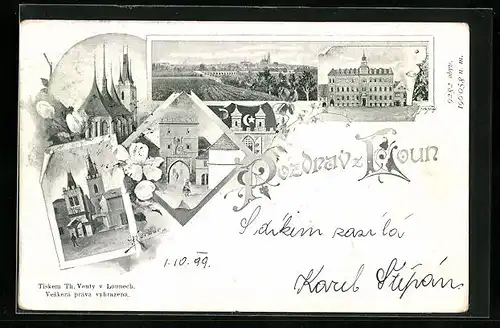 Pozdrav z Loun
S díkem zasílá
1.10.99.
Karel Štěpán
Tiskem Th. Venty v Lounech.
Veškerá práva vyhrazena.